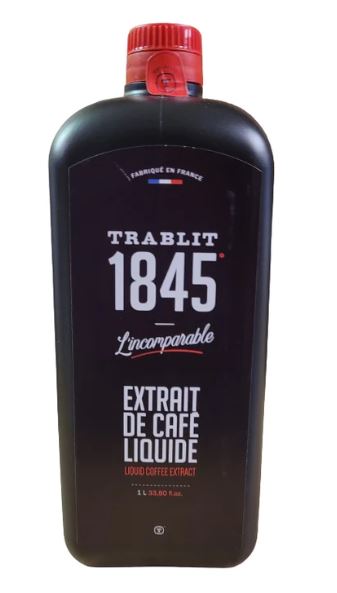 FABRIQUÉ EN FRANCE
TRABLIT
1845
L'incomparable
EXTRAIT
DE CAFÉ
LIQUIDE
LIQUID COFFEE EXTRACT
1 L 33,80 fl.oz.